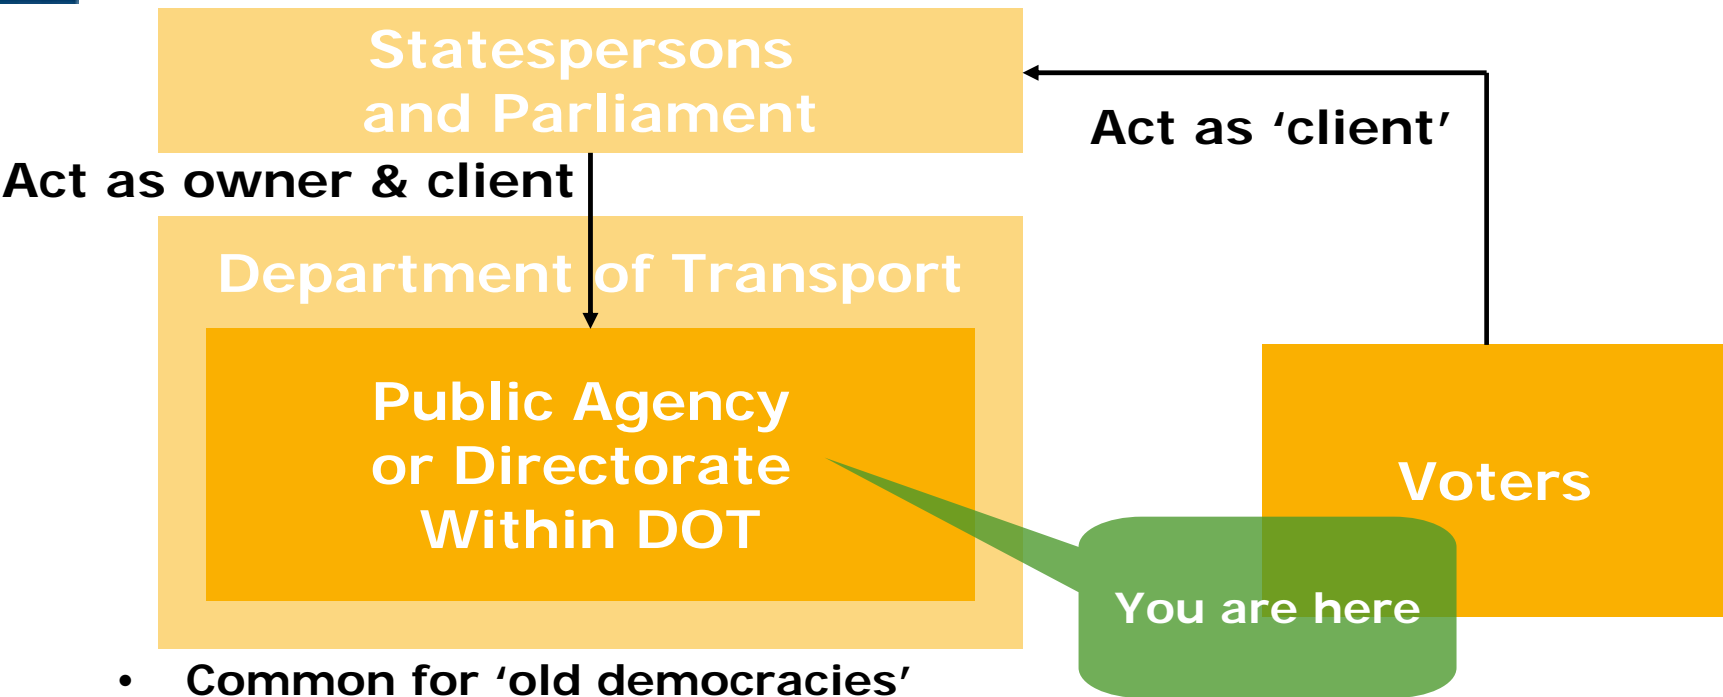 Statespersons
and Parliament
Act as ‘client’
Act as owner & client
Department of Transport
Public Agency
or Directorate
Within DOT
Voters
You are here
• Common for ‘old democracies’